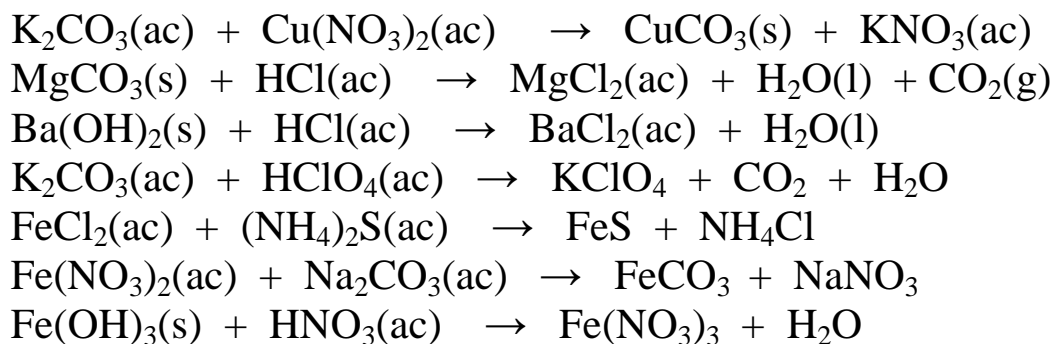 K₂CO₃(ac) + Cu(NO₃)₂(ac) → CuCO₃(s) + KNO₃(ac)
MgCO₃(s) + HCl(ac) → MgCl₂(ac) + H₂O(l) + CO₂(g)
Ba(OH)₂(s) + HCl(ac) → BaCl₂(ac) + H₂O(l)
K₂CO₃(ac) + HClO₄(ac) → KClO₄ + CO₂ + H₂O
FeCl₂(ac) + (NH₄)₂S(ac) → FeS + NH₄Cl
Fe(NO₃)₂(ac) + Na₂CO₃(ac) → FeCO₃ + NaNO₃
Fe(OH)₃(s) + HNO₃(ac) → Fe(NO₃)₃ + H₂O